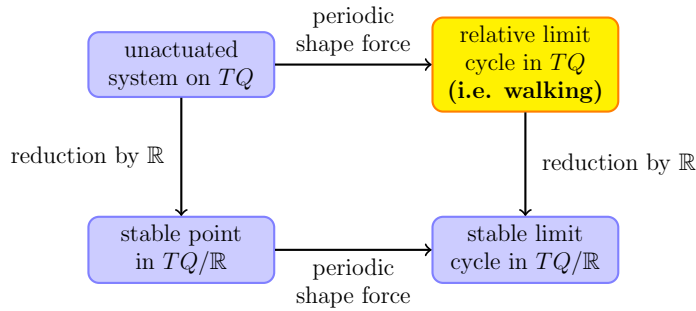 periodic
shape force
unactuated
system on TQ
relative limit
cycle in TQ
(i.e. walking)
reduction by ℝ
reduction by ℝ
stable point
in TQ/ℝ
periodic
shape force
stable limit
cycle in TQ/ℝ